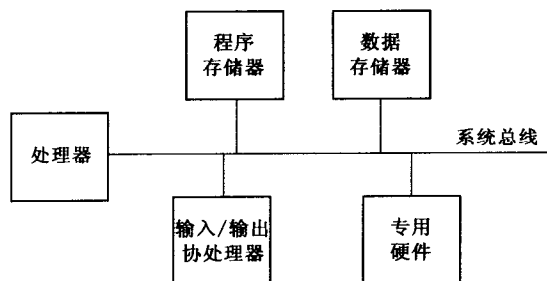 程序
存储器
数据
存储器
系统总线
处理器
输入/输出
协处理器
专用
硬件